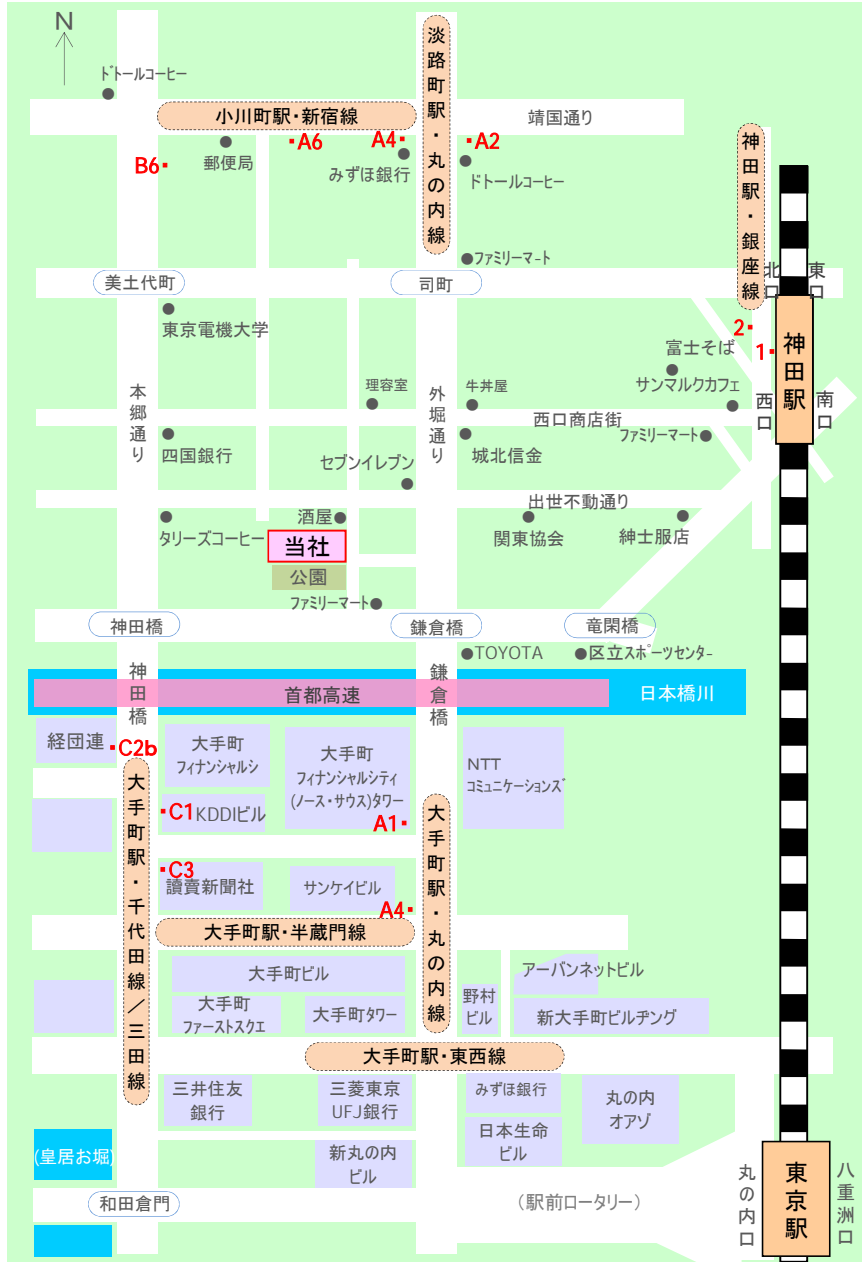 N
ドトールコーヒー
小川町駅・新宿線
淡路町駅・丸の内線
靖国通り
B6
郵便局
A6
A4
みずほ銀行
A2
ドトールコーヒー
神田駅・銀座線
ファミリーマート
美土代町
司町
北口
東口
東京電機大学
2
1
富士そば
サンマルクカフェ
神田駅
西口
南口
本郷通り
理容室
外堀通り
牛丼屋
西口商店街
ファミリーマート
四国銀行
セブンイレブン
城北信金
出世不動通り
タリーズコーヒー
酒屋
関東協会
紳士服店
当社
公園
ファミリーマート
神田橋
鎌倉橋
竜閑橋
TOYOTA
区立スポーツセンター
神田橋
首都高速
鎌倉橋
日本橋川
経団連
C2b
大手町
フィナンシャルシ
大手町
フィナンシャルシティ
(ノース・サウス)タワー
NTT
コミュニケーションズ
大手町駅・千代田線/三田線
C1
KDDIビル
A1
大手町駅・丸の内線
C3
讀賣新聞社
サンケイビル
A4
大手町駅・半蔵門線
大手町ビル
アーバンネットビル
大手町
ファーストスクエ
大手町タワー
野村
ビル
新大手町ビルヂング
大手町駅・東西線
三井住友
銀行
三菱東京
UFJ銀行
みずほ銀行
丸の内
オアゾ
日本生命
ビル
(皇居お堀)
新丸の内
ビル
和田倉門
(駅前ロータリー)
丸の内口
東京駅
八重洲口